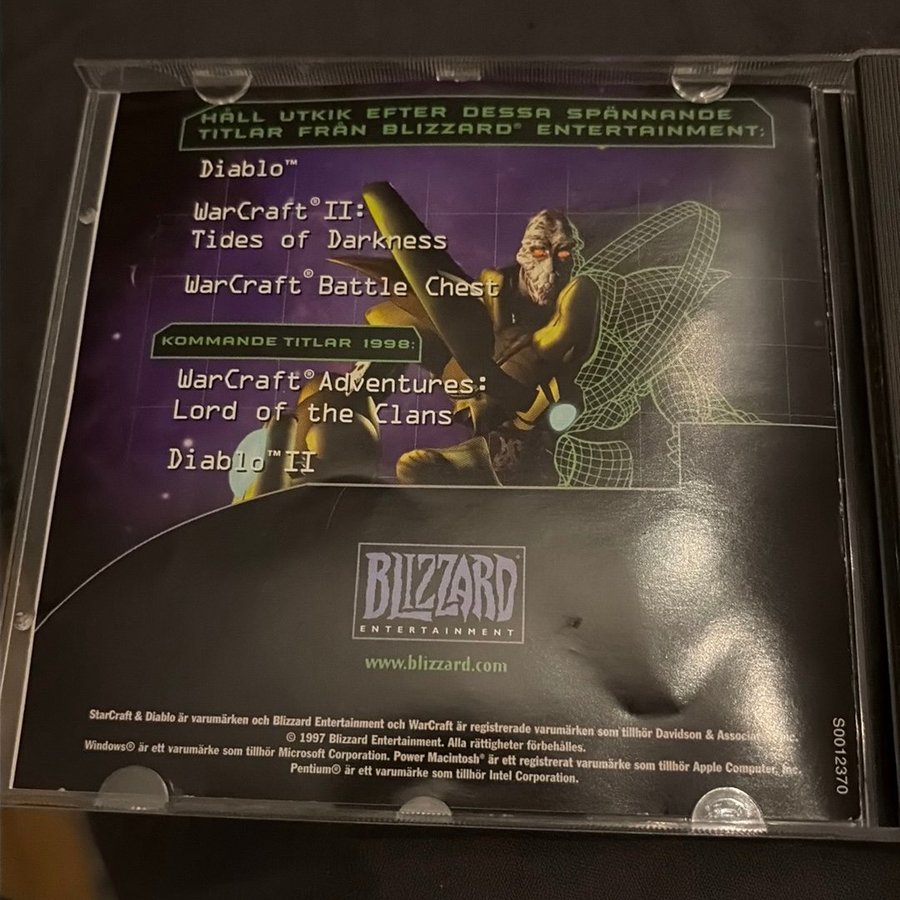 HÅLL UTKIK EFTER DESSA SPÄNNANDE
TITLAR FRÅN BLIZZARD® ENTERTAINMENT:
Diablo™
WarCraft® II:
Tides of Darkness
WarCraft® Battle Chest
KOMMANDE TITLAR 1998:
WarCraft® Adventures:
Lord of the Clans
Diablo™ II
BLIZZARD
ENTERTAINMENT
www.blizzard.com
StarCraft & Diablo är varumärken och Blizzard Entertainment och WarCraft är registrerade varumärken som tillhör Davidson & Inc.
© 1997 Blizzard Entertainment. Alla rättigheter förbehålles.
Windows® är ett varumärke som tillhör Microsoft Corporation. Power Macintosh® är ett registrerat varumärke som tillhör Apple Computer, Inc.
Pentium® är ett varumärke som tillhör Intel Corporation.
S0012370